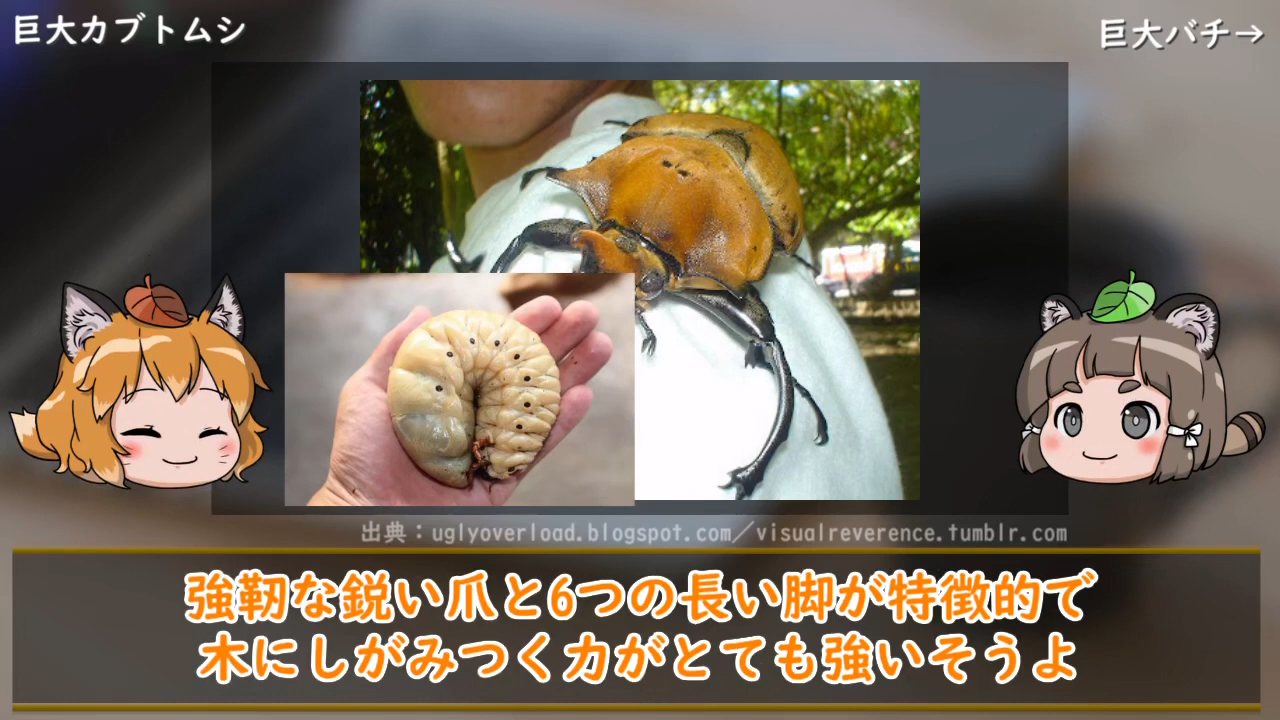 巨大カブトムシ
巨大バチ→
出典：uglyoverload.blogspot.com／visualreverence.tumblr.com
強靭な鋭い爪と6つの長い脚が特徴的で
木にしがみつく力がとても強いそうよ